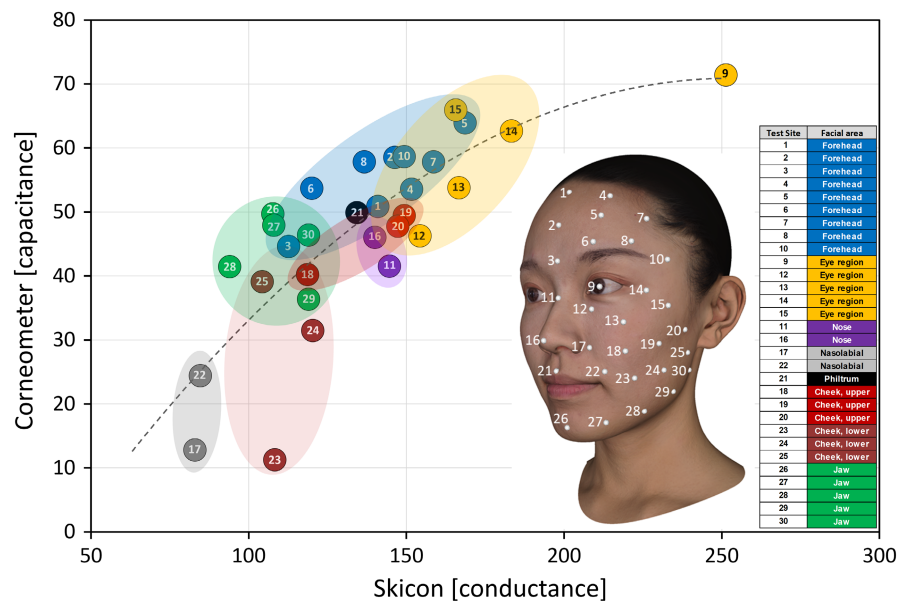 80
70
60
50
40
30
20
10
0
50
100
150
200
250
300
Corneometer [capacitance]
Skicon [conductance]
9
15
5
14
2
10
8
7
6
4
13
1
21
19
26
27
20
30
16
12
3
28
11
18
25
29
24
22
17
23
1
4
5
2
7
6
8
3
10
9
14
11
12
15
13
20
16
17
18
19
25
21
22
23
24
30
29
28
26
27
Test Site Facial area
1 Forehead
2 Forehead
3 Forehead
4 Forehead
5 Forehead
6 Forehead
7 Forehead
8 Forehead
10 Forehead
9 Eye region
12 Eye region
13 Eye region
14 Eye region
15 Eye region
11 Nose
16 Nose
17 Nasolabial
22 Nasolabial
21 Philtrum
18 Cheek, upper
19 Cheek, upper
20 Cheek, upper
23 Cheek, lower
24 Cheek, lower
25 Cheek, lower
26 Jaw
27 Jaw
28 Jaw
29 Jaw
30 Jaw